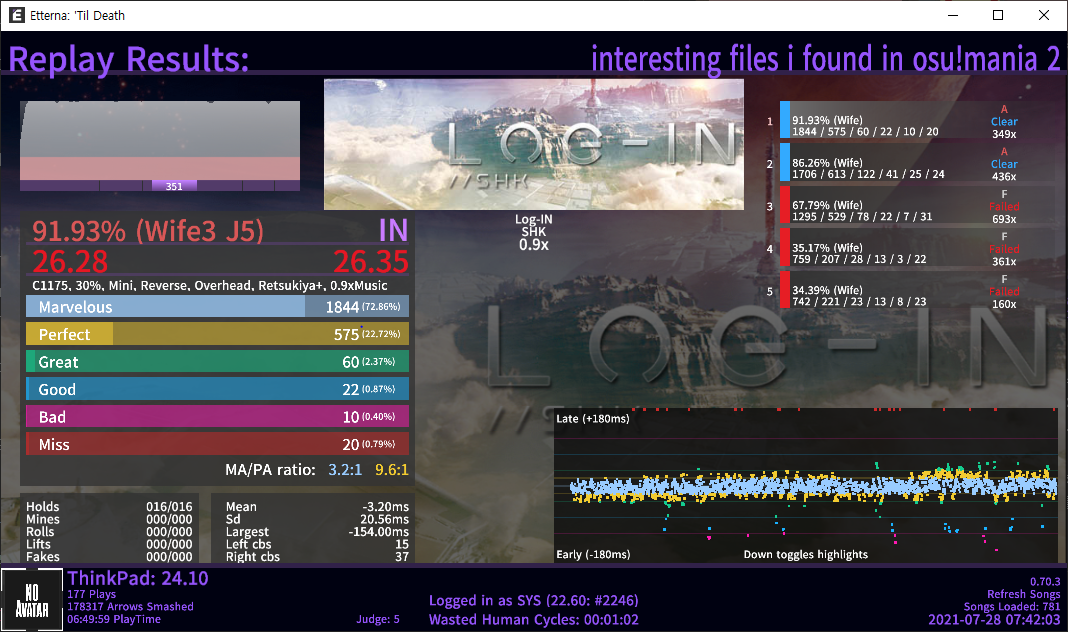 Etterna: 'Til Death
Replay Results:
interesting files i found in osu!mania 2
351
LOG-IN
//SHK
Log-IN
SHK
0.9x
1
91.93% (Wife)
1844 / 575 / 60 / 22 / 10 / 20
A
Clear
349x
2
86.26% (Wife)
1706 / 613 / 122 / 41 / 25 / 24
A
Clear
436x
3
67.79% (Wife)
1295 / 529 / 78 / 22 / 7 / 31
F
Failed
693x
4
35.17% (Wife)
759 / 207 / 28 / 13 / 3 / 22
F
Failed
361x
5
34.39% (Wife)
742 / 221 / 23 / 13 / 8 / 23
F
Failed
160x
91.93% (Wife3 J5)
IN
26.28
26.35
C1175, 30%, Mini, Reverse, Overhead, Retsukiya+, 0.9xMusic
Marvelous 1844 (72.86%)
Perfect 575 (22.72%)
Great 60 (2.37%)
Good 22 (0.87%)
Bad 10 (0.40%)
Miss 20 (0.79%)
MA/PA ratio: 3.2:1 9.6:1
LOG-IN
//SHK
Holds 016/016
Mines 000/000
Rolls 000/000
Lifts 000/000
Fakes 000/000
Mean -3.20ms
Sd 20.56ms
Largest -154.00ms
Left cbs 15
Right cbs 37
Late (+180ms)
Early (-180ms)
Down toggles highlights
NO
AVATAR
ThinkPad: 24.10
177 Plays
178317 Arrows Smashed
06:49:59 PlayTime
Judge: 5
Logged in as SYS (22.60: #2246)
Wasted Human Cycles: 00:01:02
0.70.3
Refresh Songs
Songs Loaded: 781
2021-07-28 07:42:03